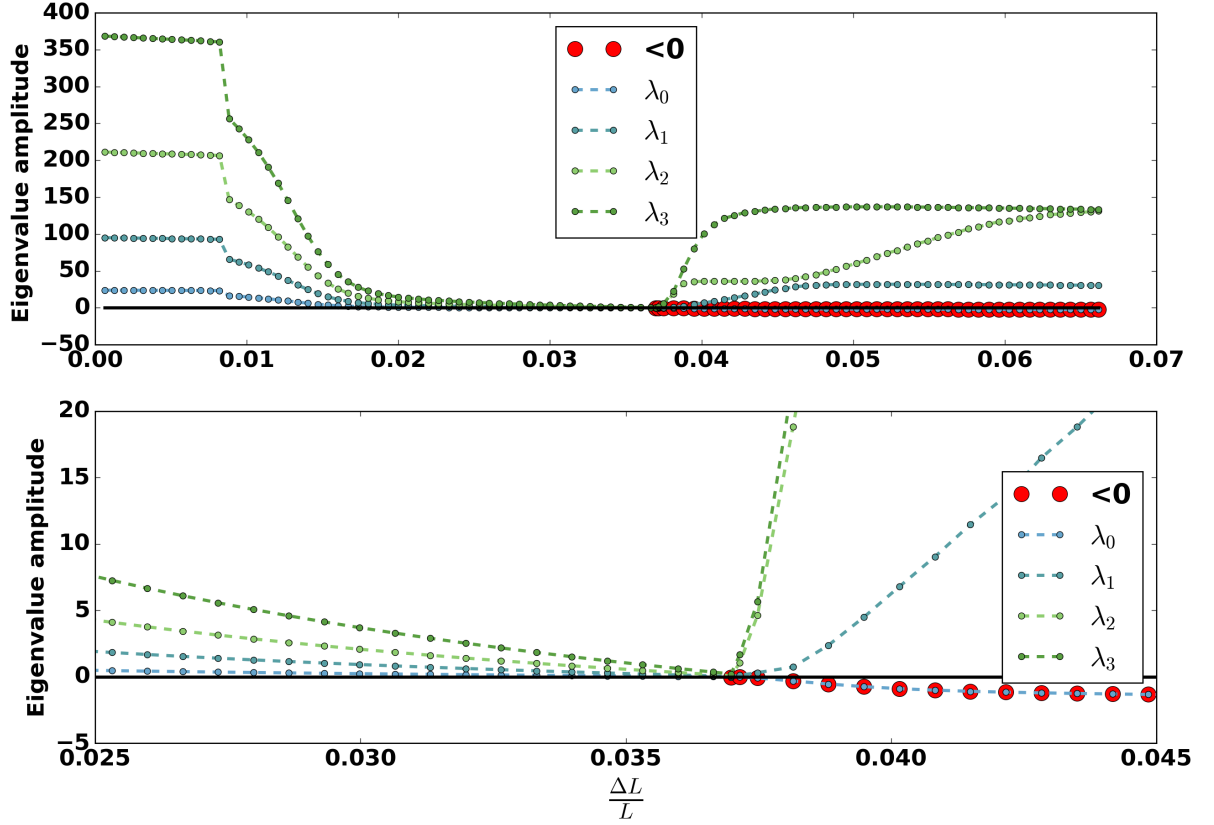 Eigenvalue amplitude
400
350
300
250
200
150
100
50
0
−50
0.00 0.01 0.02 0.03 0.04 0.05 0.06 0.07
<0
λ0
λ1
λ2
λ3
Eigenvalue amplitude
20
15
10
5
0
−5
0.025 0.030 0.035 0.040 0.045
<0
λ0
λ1
λ2
λ3
ΔL
L